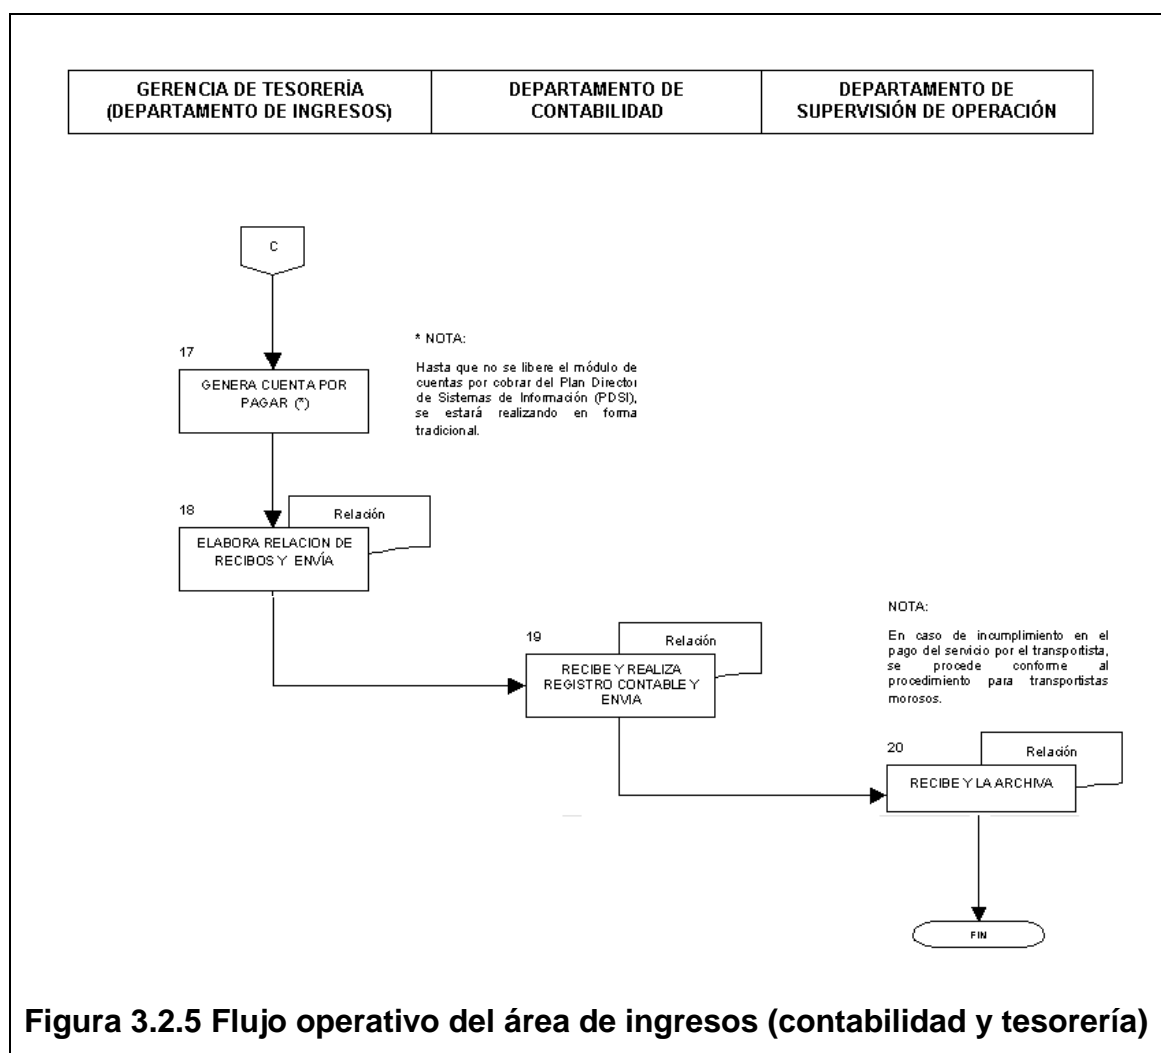 GERENCIA DE TESORERÍA
(DEPARTAMENTO DE INGRESOS)
DEPARTAMENTO DE
CONTABILIDAD
DEPARTAMENTO DE
SUPERVISIÓN DE OPERACIÓN
C
17
GENERA CUENTA POR
PAGAR (*)
* NOTA:
Hasta que no se libere el módulo de
cuentas por cobrar del Plan Director
de Sistemas de Información (PDSI),
se estará realizando en forma
tradicional.
18
Relación
ELABORA RELACION DE
RECIBOS Y ENVÍA
19
Relación
RECIBE Y REALIZA
REGISTRO CONTABLE Y
ENVIA
NOTA:
En caso de incumplimiento en el
pago del servicio por el transportista,
se procede conforme al
procedimiento para transportistas
morosos.
20
Relación
RECIBE Y LA ARCHIVA
FIN
Figura 3.2.5 Flujo operativo del área de ingresos (contabilidad y tesorería)